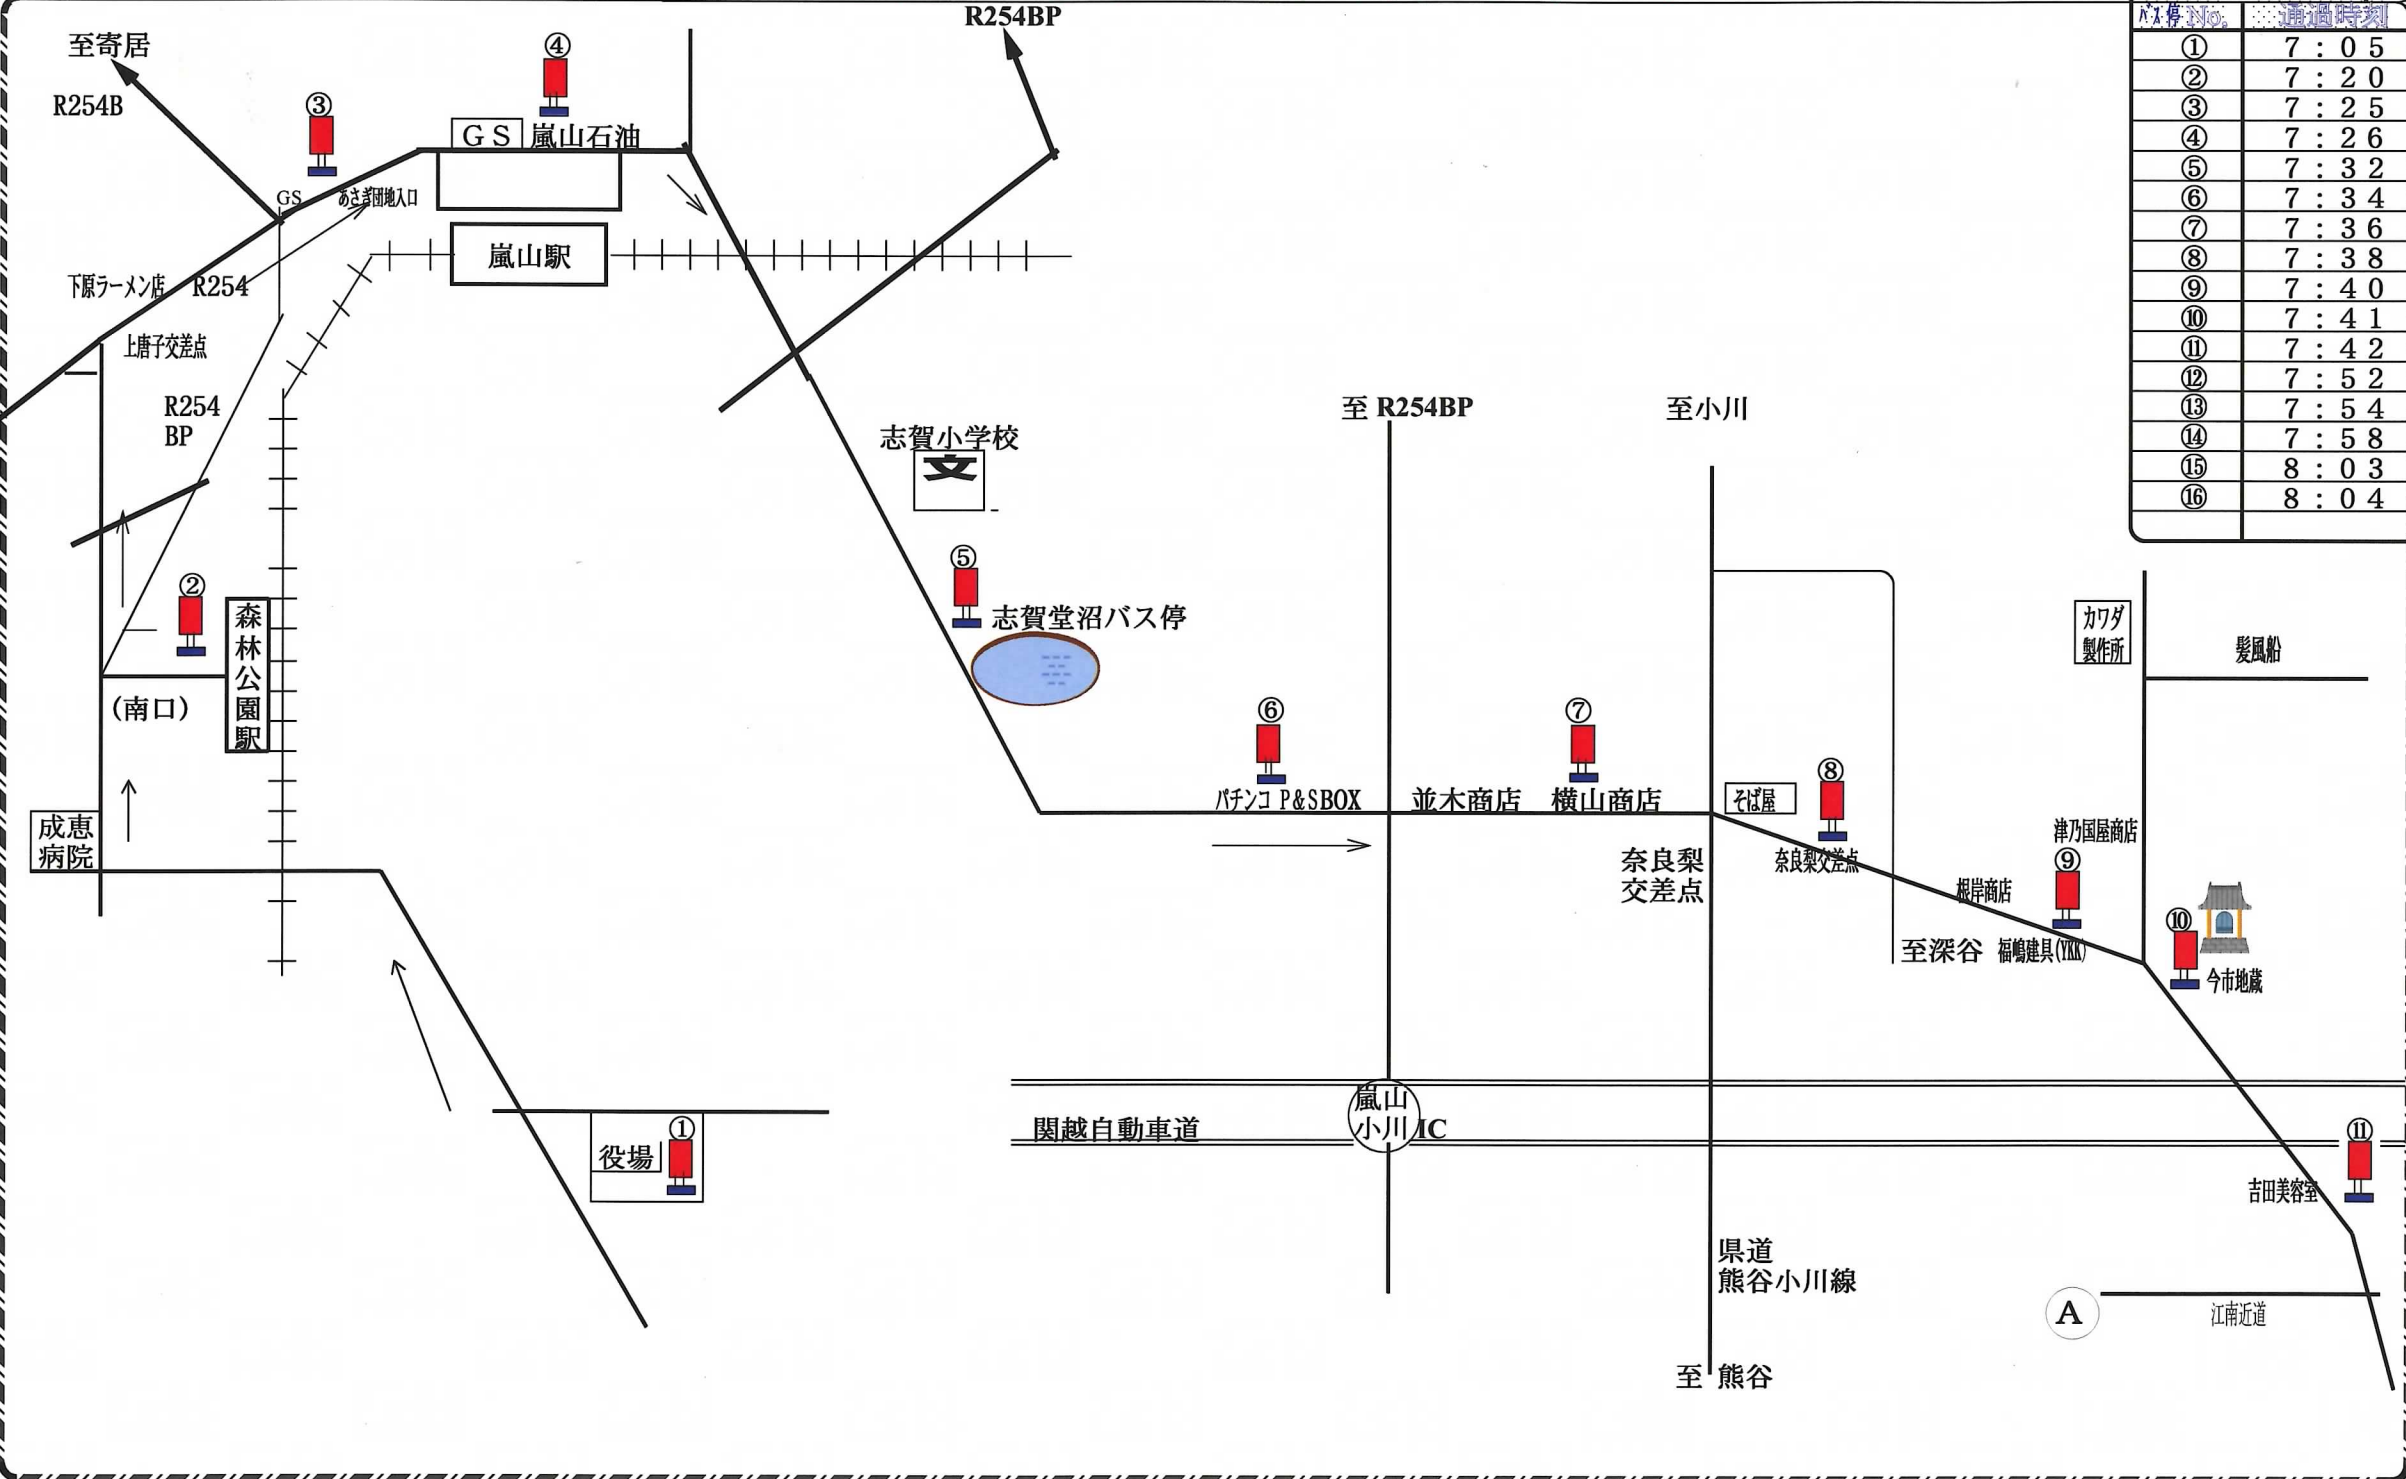 R254BP
至寄居
R254B
④
③
GS 嵐山石油
GS
あさぎ団地入口
嵐山駅
下原ラーメン店
R254
上唐子交差点
R254
BP
②
森林公園駅
(南口)
成恵
病院
①
役場
志賀小学校
文
⑤
志賀堂沼バス停
至 R254BP
至小川
⑥
パチンコ P&SBOX
並木商店
⑦
横山商店
そば屋
⑧
奈良梨
交差点
奈良梨交差点
根岸商店
至深谷
福嶋建具(YKK)
津乃国屋商店
⑨
カワダ
製作所
髪風船
⑩
今市地蔵
関越自動車道
嵐山
小川 IC
⑪
吉田美容室
県道
熊谷小川線
A
江南近道
至 熊谷
バス停No. 通過時刻
① 7:05
② 7:20
③ 7:25
④ 7:26
⑤ 7:32
⑥ 7:34
⑦ 7:36
⑧ 7:38
⑨ 7:40
⑩ 7:41
⑪ 7:42
⑫ 7:52
⑬ 7:54
⑭ 7:58
⑮ 8:03
⑯ 8:04